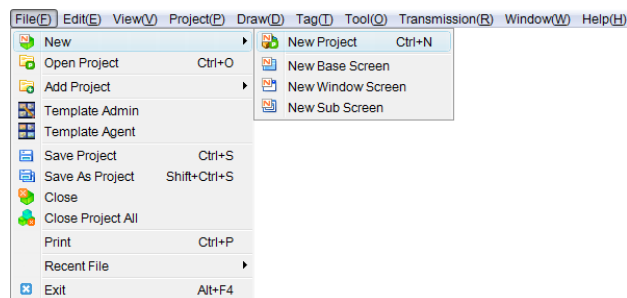 File(F) Edit(E) View(V) Project(P) Draw(D) Tag(T) Tool(O) Transmission(R) Window(W) Help(H)
New
Open Project Ctrl+O
Add Project
Template Admin
Template Agent
Save Project Ctrl+S
Save As Project Shift+Ctrl+S
Close
Close Project All
Print Ctrl+P
Recent File
Exit Alt+F4
New Project Ctrl+N
New Base Screen
New Window Screen
New Sub Screen